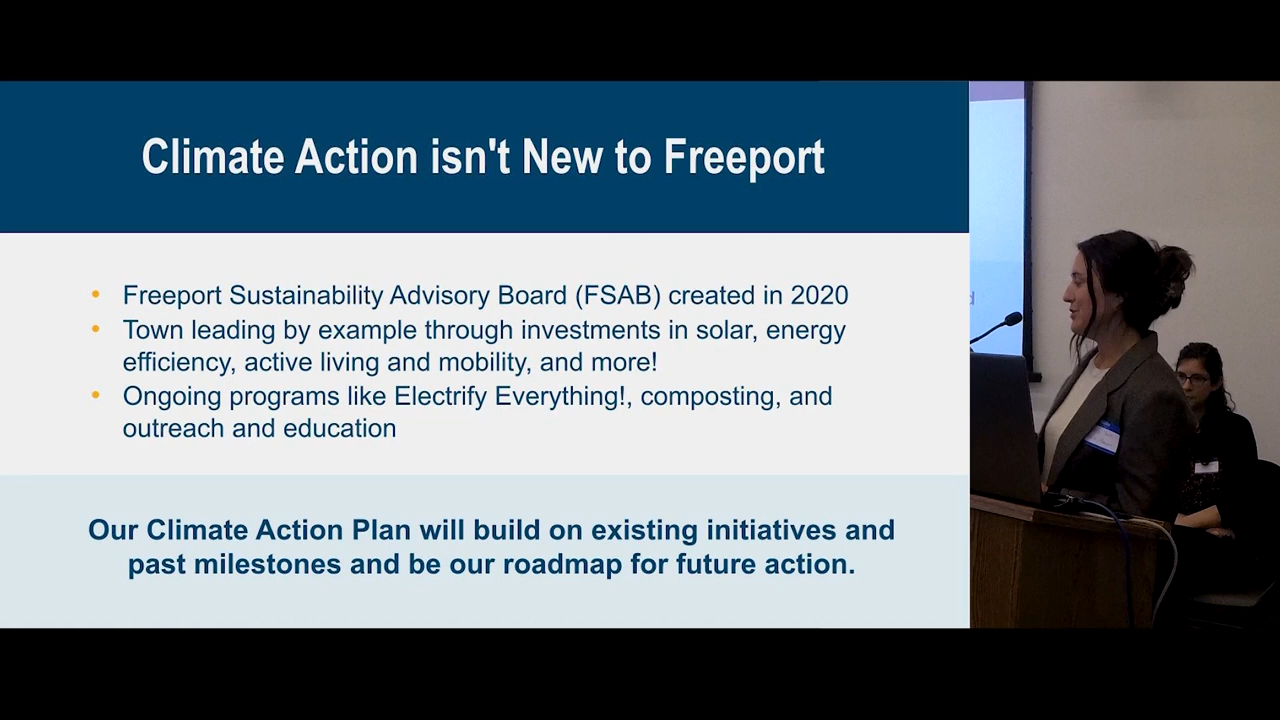 Climate Action isn't New to Freeport
• Freeport Sustainability Advisory Board (FSAB) created in 2020
• Town leading by example through investments in solar, energy
efficiency, active living and mobility, and more!
• Ongoing programs like Electrify Everything!, composting, and
outreach and education
Our Climate Action Plan will build on existing initiatives and
past milestones and be our roadmap for future action.